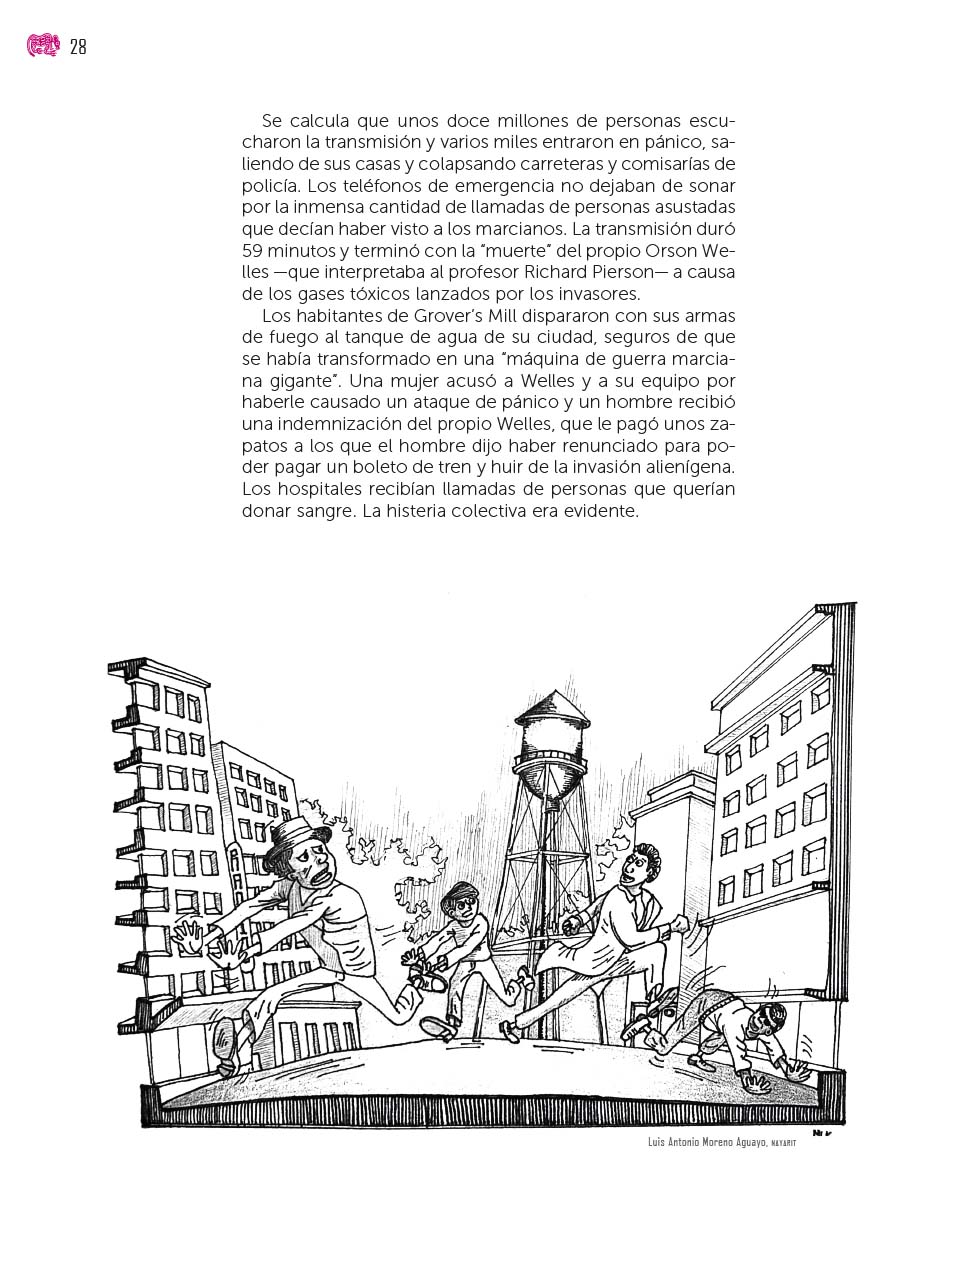 28
Se calcula que unos doce millones de personas escu-
charon la transmisión y varios miles entraron en pánico, sa-
liendo de sus casas y colapsando carreteras y comisarías de
policía. Los teléfonos de emergencia no dejaban de sonar
por la inmensa cantidad de llamadas de personas asustadas
que decían haber visto a los marcianos. La transmisión duró
59 minutos y terminó con la “muerte” del propio Orson We-
lles —que interpretaba al profesor Richard Pierson— a causa
de los gases tóxicos lanzados por los invasores.
Los habitantes de Grover’s Mill dispararon con sus armas
de fuego al tanque de agua de su ciudad, seguros de que
se había transformado en una “máquina de guerra marcia-
na gigante”. Una mujer acusó a Welles y a su equipo por
haberle causado un ataque de pánico y un hombre recibió
una indemnización del propio Welles, que le pagó unos za-
patos a los que el hombre dijo haber renunciado para po-
der pagar un boleto de tren y huir de la invasión alienígena.
Los hospitales recibían llamadas de personas que querían
donar sangre. La histeria colectiva era evidente.
Luis Antonio Moreno Aguayo, NAYARIT